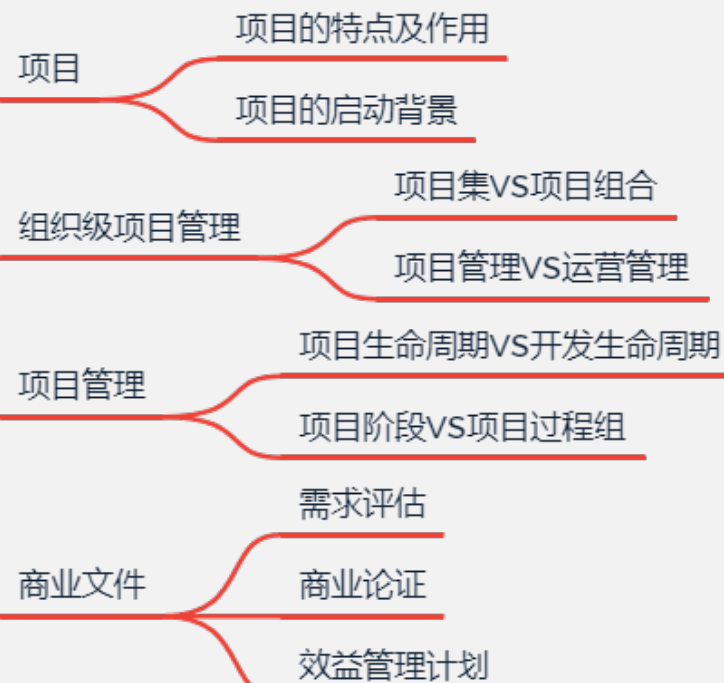 项目
项目的特点及作用
项目的启动背景
组织级项目管理
项目集VS项目组合
项目管理VS运营管理
项目管理
项目生命周期VS开发生命周期
项目阶段VS项目过程组
商业文件
需求评估
商业论证
效益管理计划